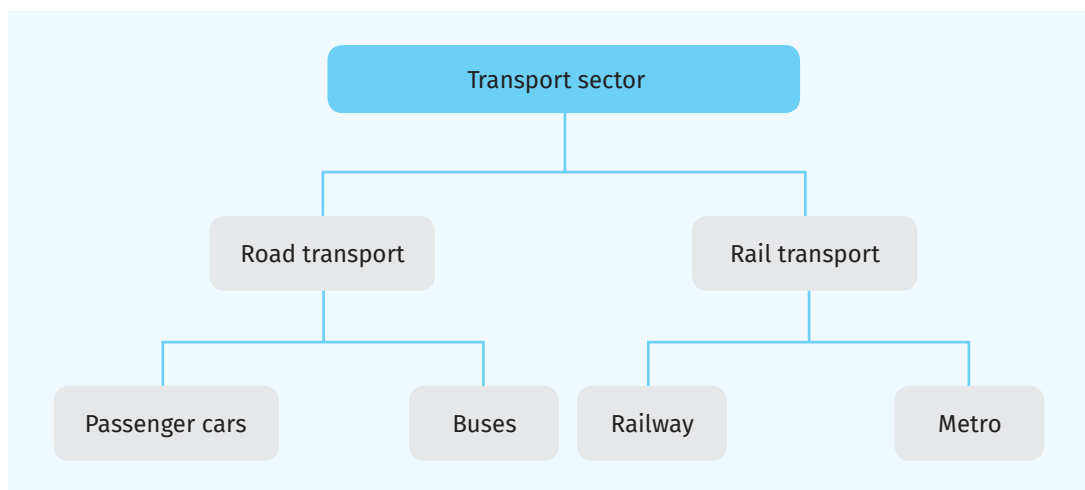 Transport sector
Road transport
Rail transport
Passenger cars
Buses
Railway
Metro